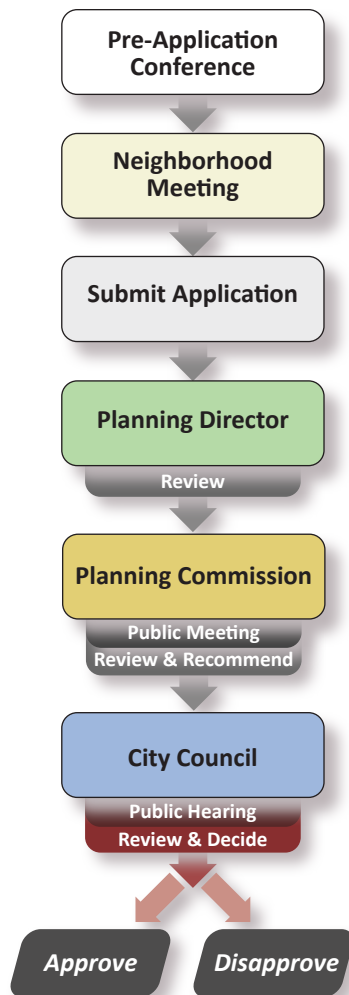 Pre-Application
Conference
Neighborhood
Meeting
Submit Application
Planning Director
Review
Planning Commission
Public Meeting
Review & Recommend
City Council
Public Hearing
Review & Decide
Approve
Disapprove